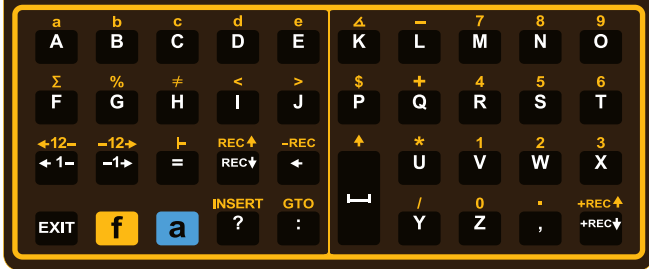 a b c d e ∡ – 7 8 9
A B C D E K L M N O
Σ % ≠ < > $ + 4 5 6
F G H I J P Q R S T
←12– –12→ ⊢ REC↑ –REC ↑ * 1 2 3
←1– –1→ = REC↓ ← U V W X
INSERT GTO / 0 . +REC↑
EXIT f a ? : ⌴ Y Z , +REC↓